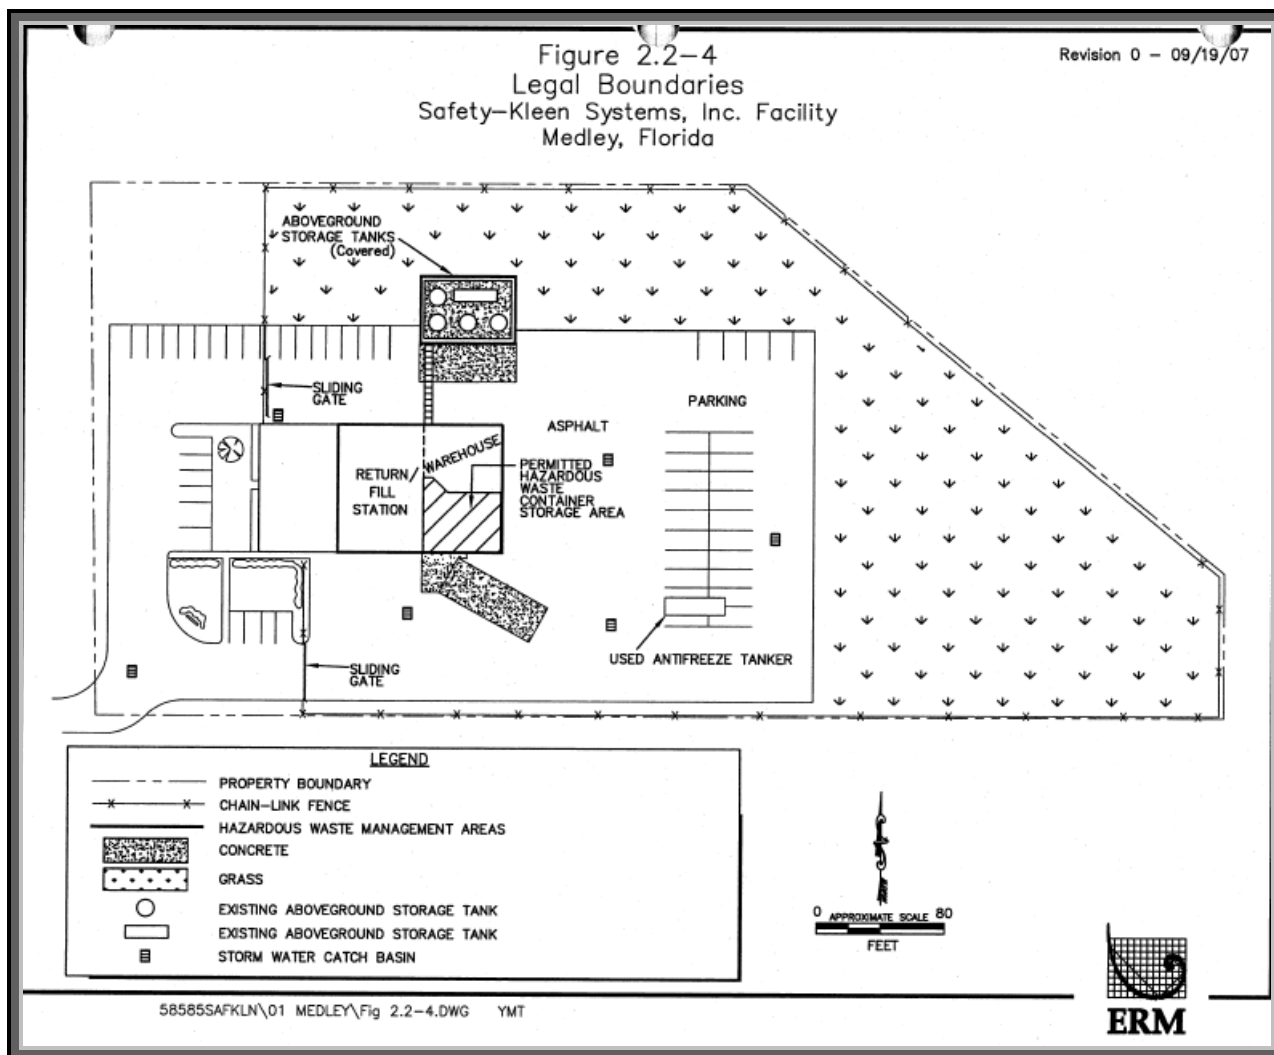 Figure 2.2-4
Revision 0 - 09/19/07
Legal Boundaries
Safety-Kleen Systems, Inc. Facility
Medley, Florida
ABOVEGROUND
STORAGE TANKS
(Covered)
SLIDING
GATE
PARKING
ASPHALT
WAREHOUSE
RETURN/
FILL
STATION
PERMITTED
HAZARDOUS
WASTE
CONTAINER
STORAGE AREA
USED ANTIFREEZE TANKER
SLIDING
GATE
LEGEND
PROPERTY BOUNDARY
CHAIN-LINK FENCE
HAZARDOUS WASTE MANAGEMENT AREAS
CONCRETE
GRASS
EXISTING ABOVEGROUND STORAGE TANK
EXISTING ABOVEGROUND STORAGE TANK
STORM WATER CATCH BASIN
0 APPROXIMATE SCALE 80
FEET
ERM
58585SAFKLN\01 MEDLEY\Fig 2.2-4.DWG YMT